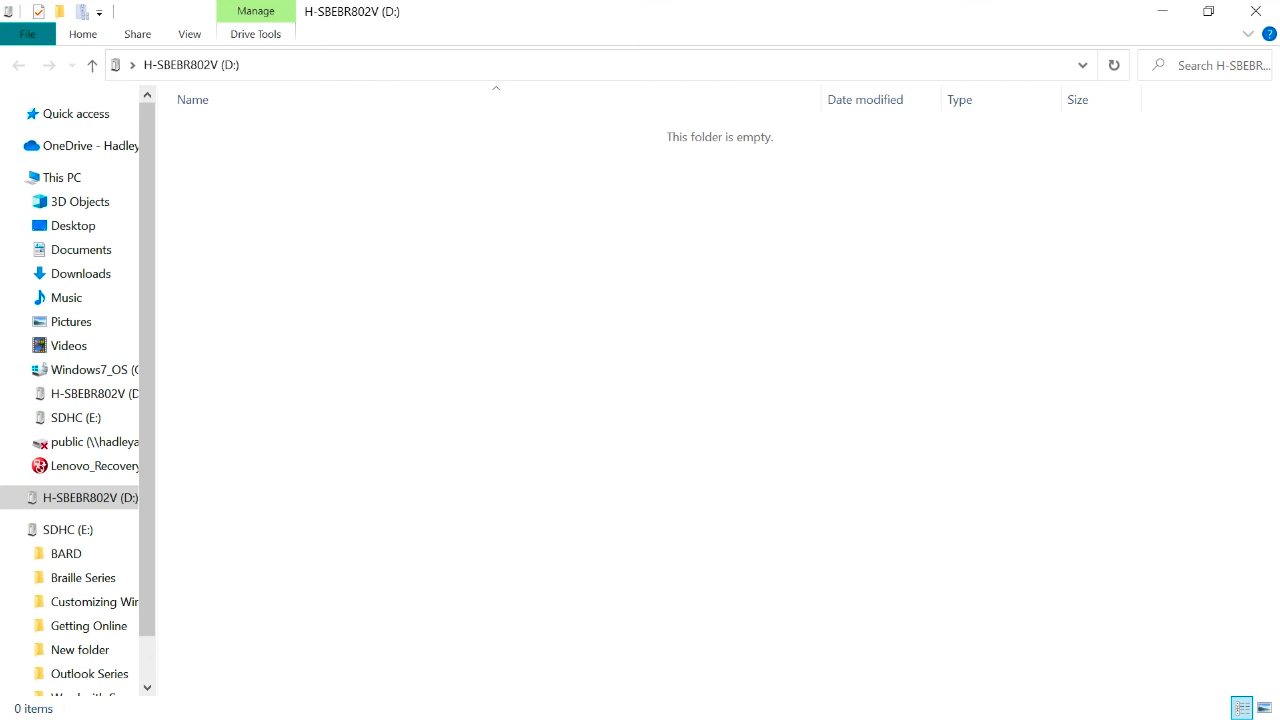 Manage
H-SBEBR802V (D:)
File
Home
Share
View
Drive Tools
H-SBEBR802V (D:)
Search H-SBEBR...
Name
Date modified
Type
Size
This folder is empty.
Quick access
OneDrive - Hadley
This PC
3D Objects
Desktop
Documents
Downloads
Music
Pictures
Videos
Windows7_OS (C
H-SBEBR802V (D
SDHC (E:)
public (\\hadleya
Lenovo_Recovery
H-SBEBR802V (D:)
SDHC (E:)
BARD
Braille Series
Customizing Win
Getting Online
New folder
Outlook Series
0 items